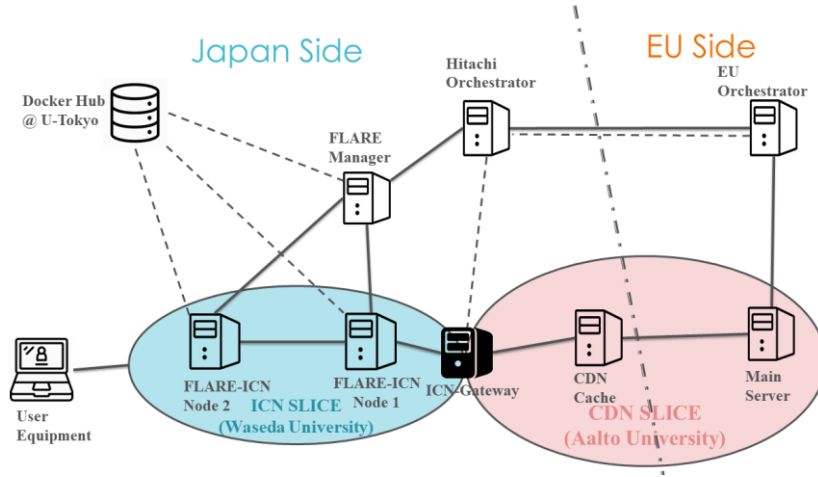 Japan Side
EU Side
Hitachi
Orchestrator
EU
Orchestrator
Docker Hub
@ U-Tokyo
FLARE
Manager
FLARE-ICN
Node 2
FLARE-ICN
Node 1
ICN-Gateway
CDN
Cache
Main
Server
User
Equipment
ICN SLICE
(Waseda University)
CDN SLICE
(Aalto University)